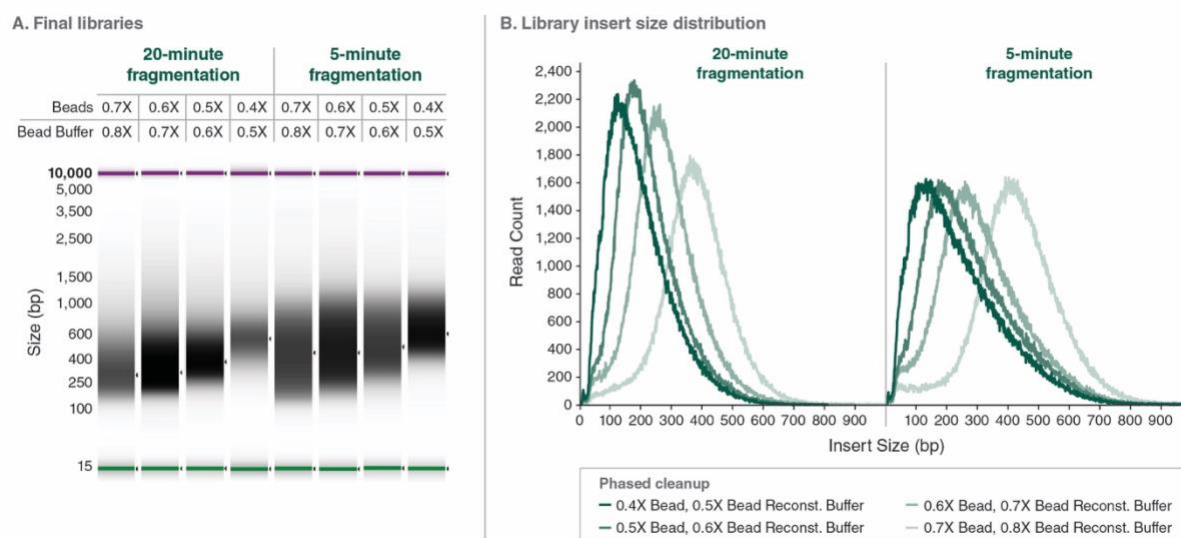 A. Final libraries
20-minute fragmentation
5-minute fragmentation
Beads 0.7X 0.6X 0.5X 0.4X 0.7X 0.6X 0.5X 0.4X
Bead Buffer 0.8X 0.7X 0.6X 0.5X 0.8X 0.7X 0.6X 0.5X
10,000
5,000
3,500
2,500
1,500
1,000
600
400
250
100
15
Size (bp)
B. Library insert size distribution
20-minute fragmentation
5-minute fragmentation
2,400
2,200
2,000
1,800
1,600
1,400
1,200
1,000
800
600
400
200
0
Read Count
0 100 200 300 400 500 600 700 800 900
100 200 300 400 500 600 700 800 900
Insert Size (bp)
Phased cleanup
0.4X Bead, 0.5X Bead Reconst. Buffer
0.5X Bead, 0.6X Bead Reconst. Buffer
0.6X Bead, 0.7X Bead Reconst. Buffer
0.7X Bead, 0.8X Bead Reconst. Buffer